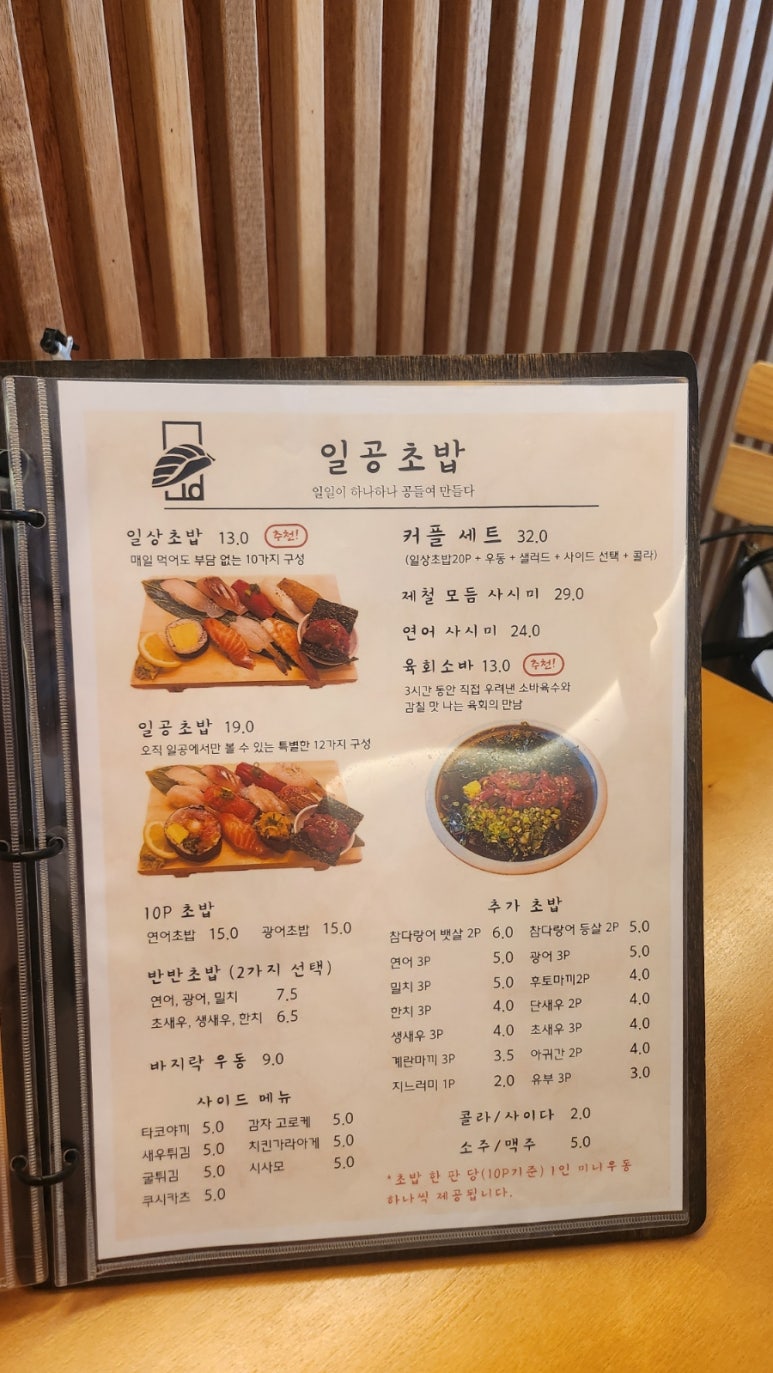 일공초밥
일일이 하나하나 공들여 만들다
일상초밥 13.0 추천!
매일 먹어도 부담 없는 10가지 구성
일공초밥 19.0
오직 일공에서만 볼 수 있는 특별한 12가지 구성
10P 초밥
연어초밥 15.0 광어초밥 15.0
반반초밥 (2가지 선택)
연어, 광어, 밀치 7.5
초새우, 생새우, 한치 6.5
바지락 우동 9.0
사이드 메뉴
타코야끼 5.0 감자 고로케 5.0
새우튀김 5.0 치킨가라아게 5.0
굴튀김 5.0 시사모 5.0
쿠시카츠 5.0
커플 세트 32.0
(일상초밥20P + 우동 + 샐러드 + 사이드 선택 + 콜라)
제철 모듬 사시미 29.0
연어 사시미 24.0
육회소바 13.0 추천!
3시간 동안 직접 우려낸 소바육수와
감칠 맛 나는 육회의 만남
추가 초밥
참다랑어 뱃살 2P 6.0 참다랑어 등살 2P 5.0
연어 3P 5.0 광어 3P 5.0
밀치 3P 5.0 후토마끼2P 4.0
한치 3P 4.0 단새우 2P 4.0
생새우 3P 4.0 초새우 3P 4.0
계란마끼 3P 3.5 아귀간 2P 4.0
지느러미 1P 2.0 유부 3P 3.0
콜라/사이다 2.0
소주/맥주 5.0
*초밥 한 판 당(10P기준) 1인 미니우동
하나씩 제공됩니다.